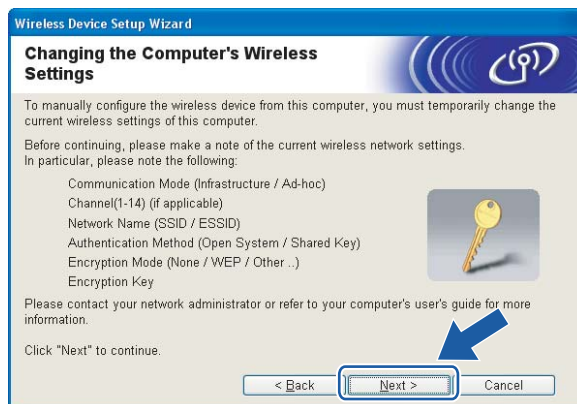 Wireless Device Setup Wizard
Changing the Computer's Wireless
Settings
To manually configure the wireless device from this computer, you must temporarily change the
current wireless settings of this computer.
Before continuing, please make a note of the current wireless network settings.
In particular, please note the following:
Communication Mode (Infrastructure / Ad-hoc)
Channel(1-14) (if applicable)
Network Name (SSID / ESSID)
Authentication Method (Open System / Shared Key)
Encryption Mode (None / WEP / Other ..)
Encryption Key
Please contact your network administrator or refer to your computer's user's guide for more
information.
Click "Next" to continue.
< Back Next > Cancel